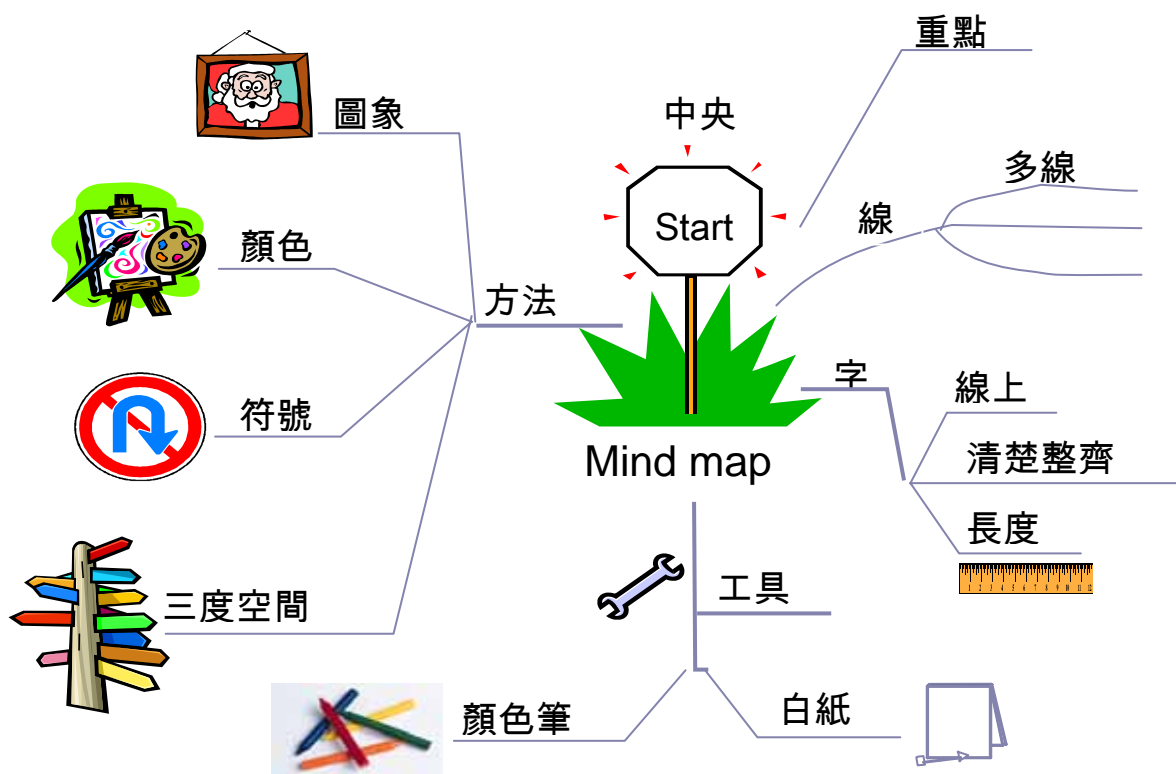 中央
Start
Mind map
重點
線
多線
字
線上
清楚整齊
長度
工具
顏色筆
白紙
方法
圖象
顏色
符號
三度空間